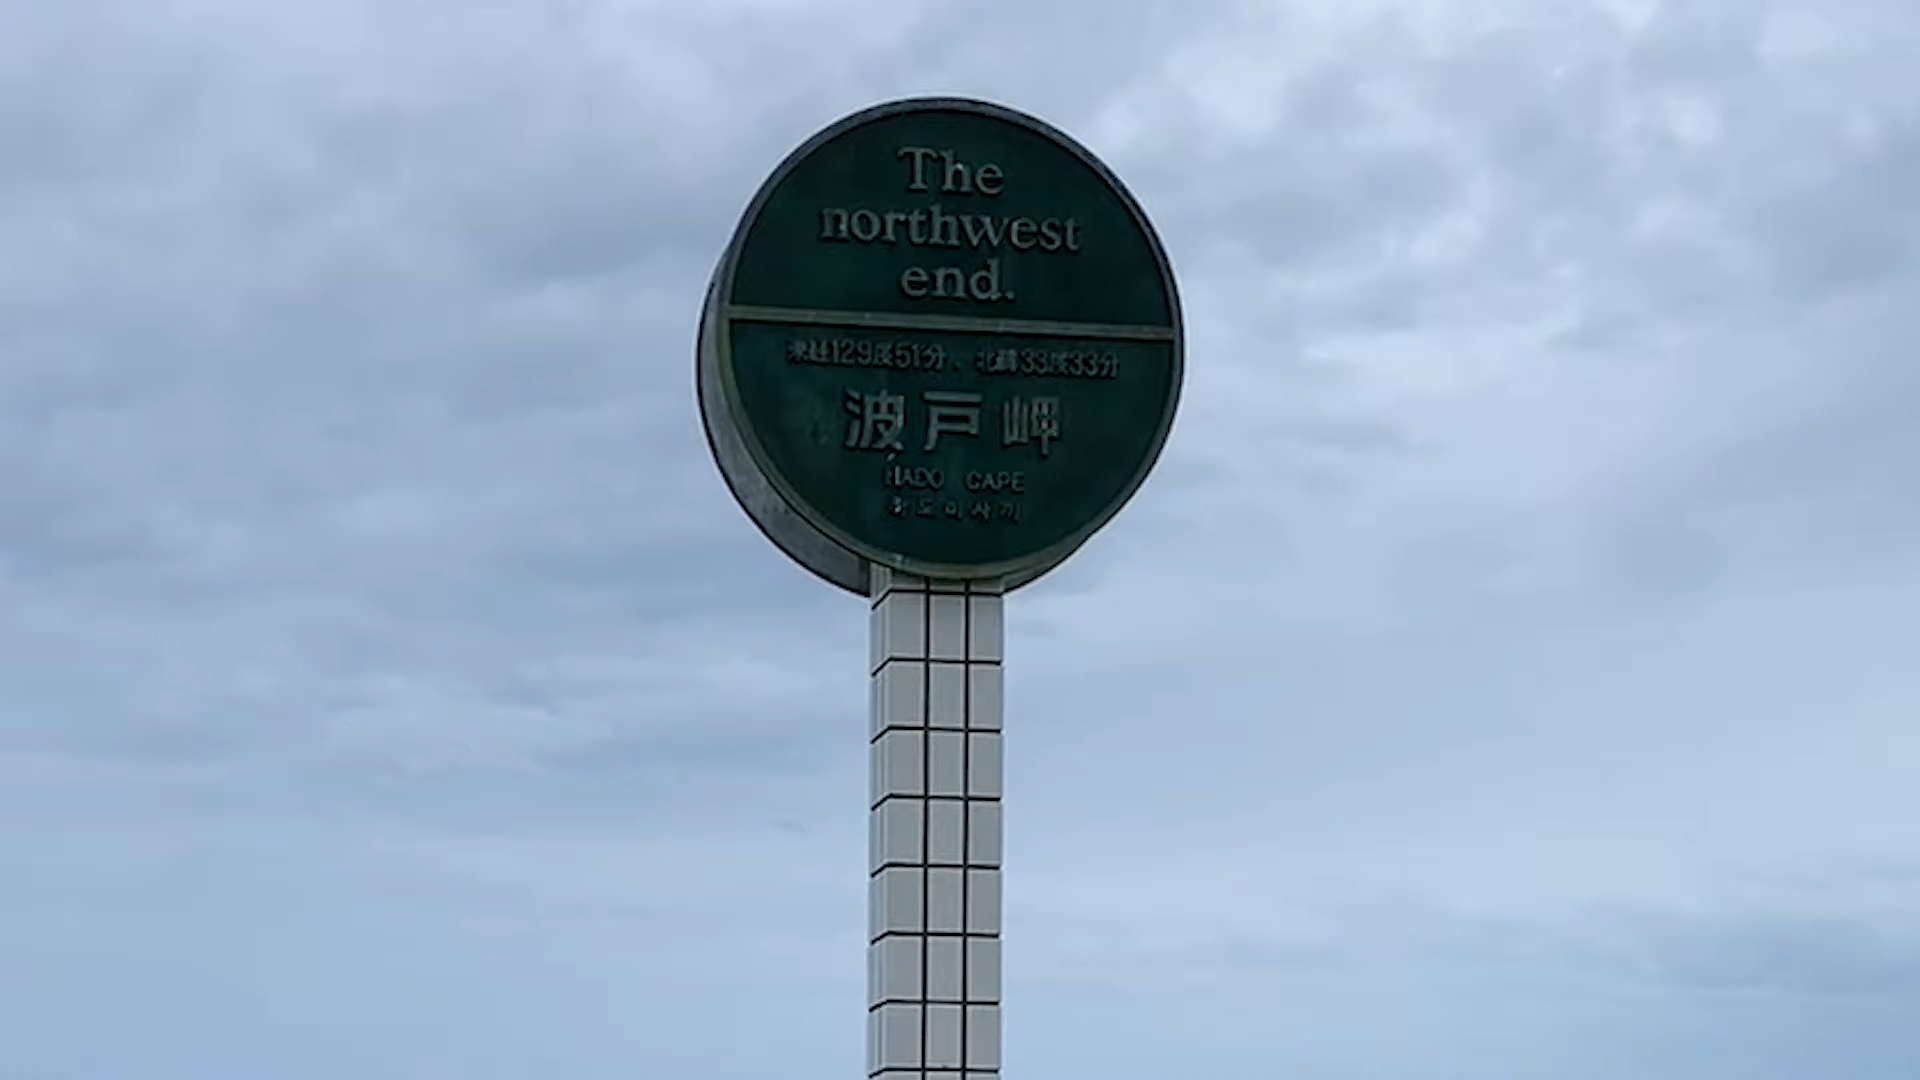 The
northwest
end.
東経129度51分、北緯33度33分
波戸岬
HADO CAPE
하도미사끼